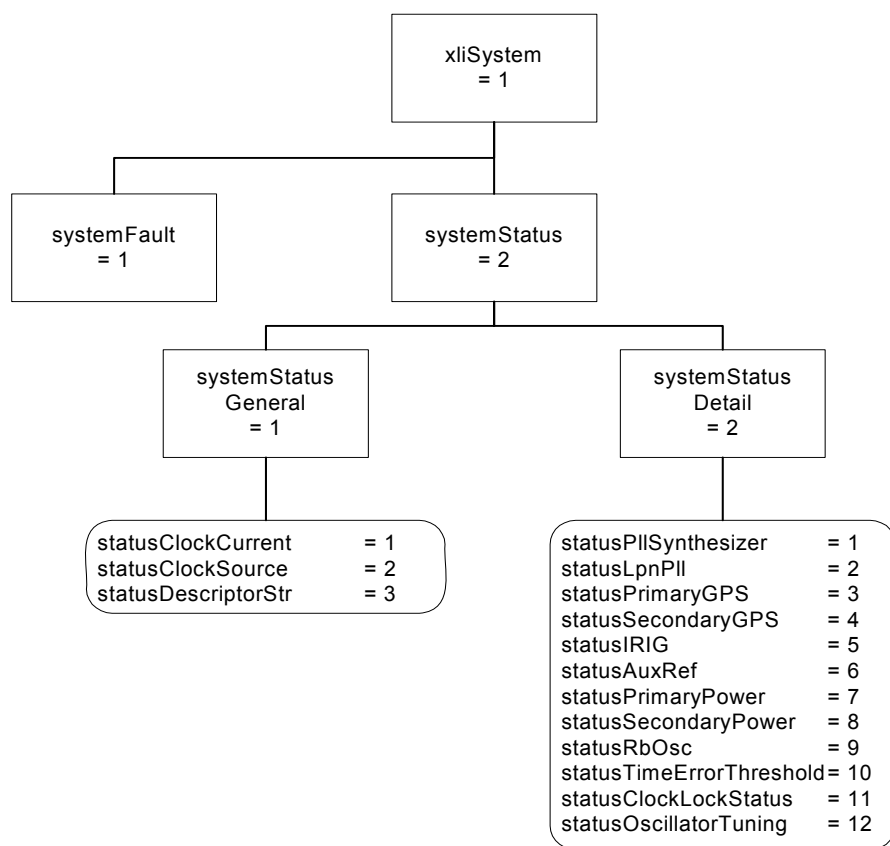 xliSystem
= 1
systemFault
= 1
systemStatus
= 2
systemStatus
General
= 1
systemStatus
Detail
= 2
statusClockCurrent = 1
statusClockSource = 2
statusDescriptorStr = 3
statusPllSynthesizer = 1
statusLpnPll = 2
statusPrimaryGPS = 3
statusSecondaryGPS = 4
statusIRIG = 5
statusAuxRef = 6
statusPrimaryPower = 7
statusSecondaryPower = 8
statusRbOsc = 9
statusTimeErrorThreshold = 10
statusClockLockStatus = 11
statusOscillatorTuning = 12